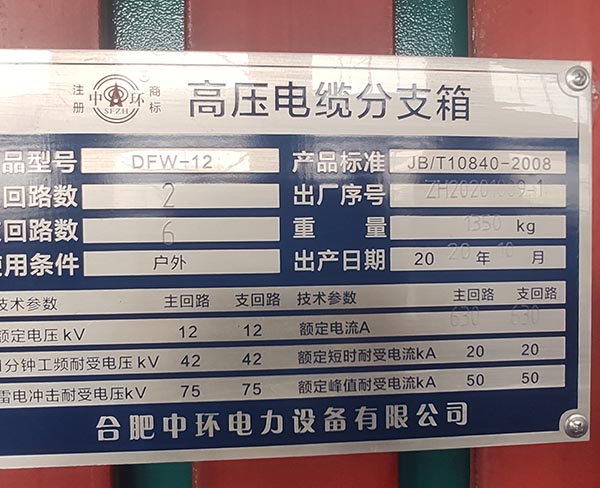 注册 中环 SFZH 商标 高压电缆分支箱
品型号 DFW-12 产品标准 JB/T10840-2008
回路数 2 出厂序号
回路数 6 重量 1350 kg
使用条件 户外 出产日期 20 20 年 10 月
技术参数 主回路 支回路 技术参数 主回路 支回路
额定电压kV 12 12 额定电流A 630 630
分钟工频耐受电压kV 42 42 额定短时耐受电流kA 20 20
雷电冲击耐受电压kV 75 75 额定峰值耐受电流kA 50 50
合肥中环电力设备有限公司